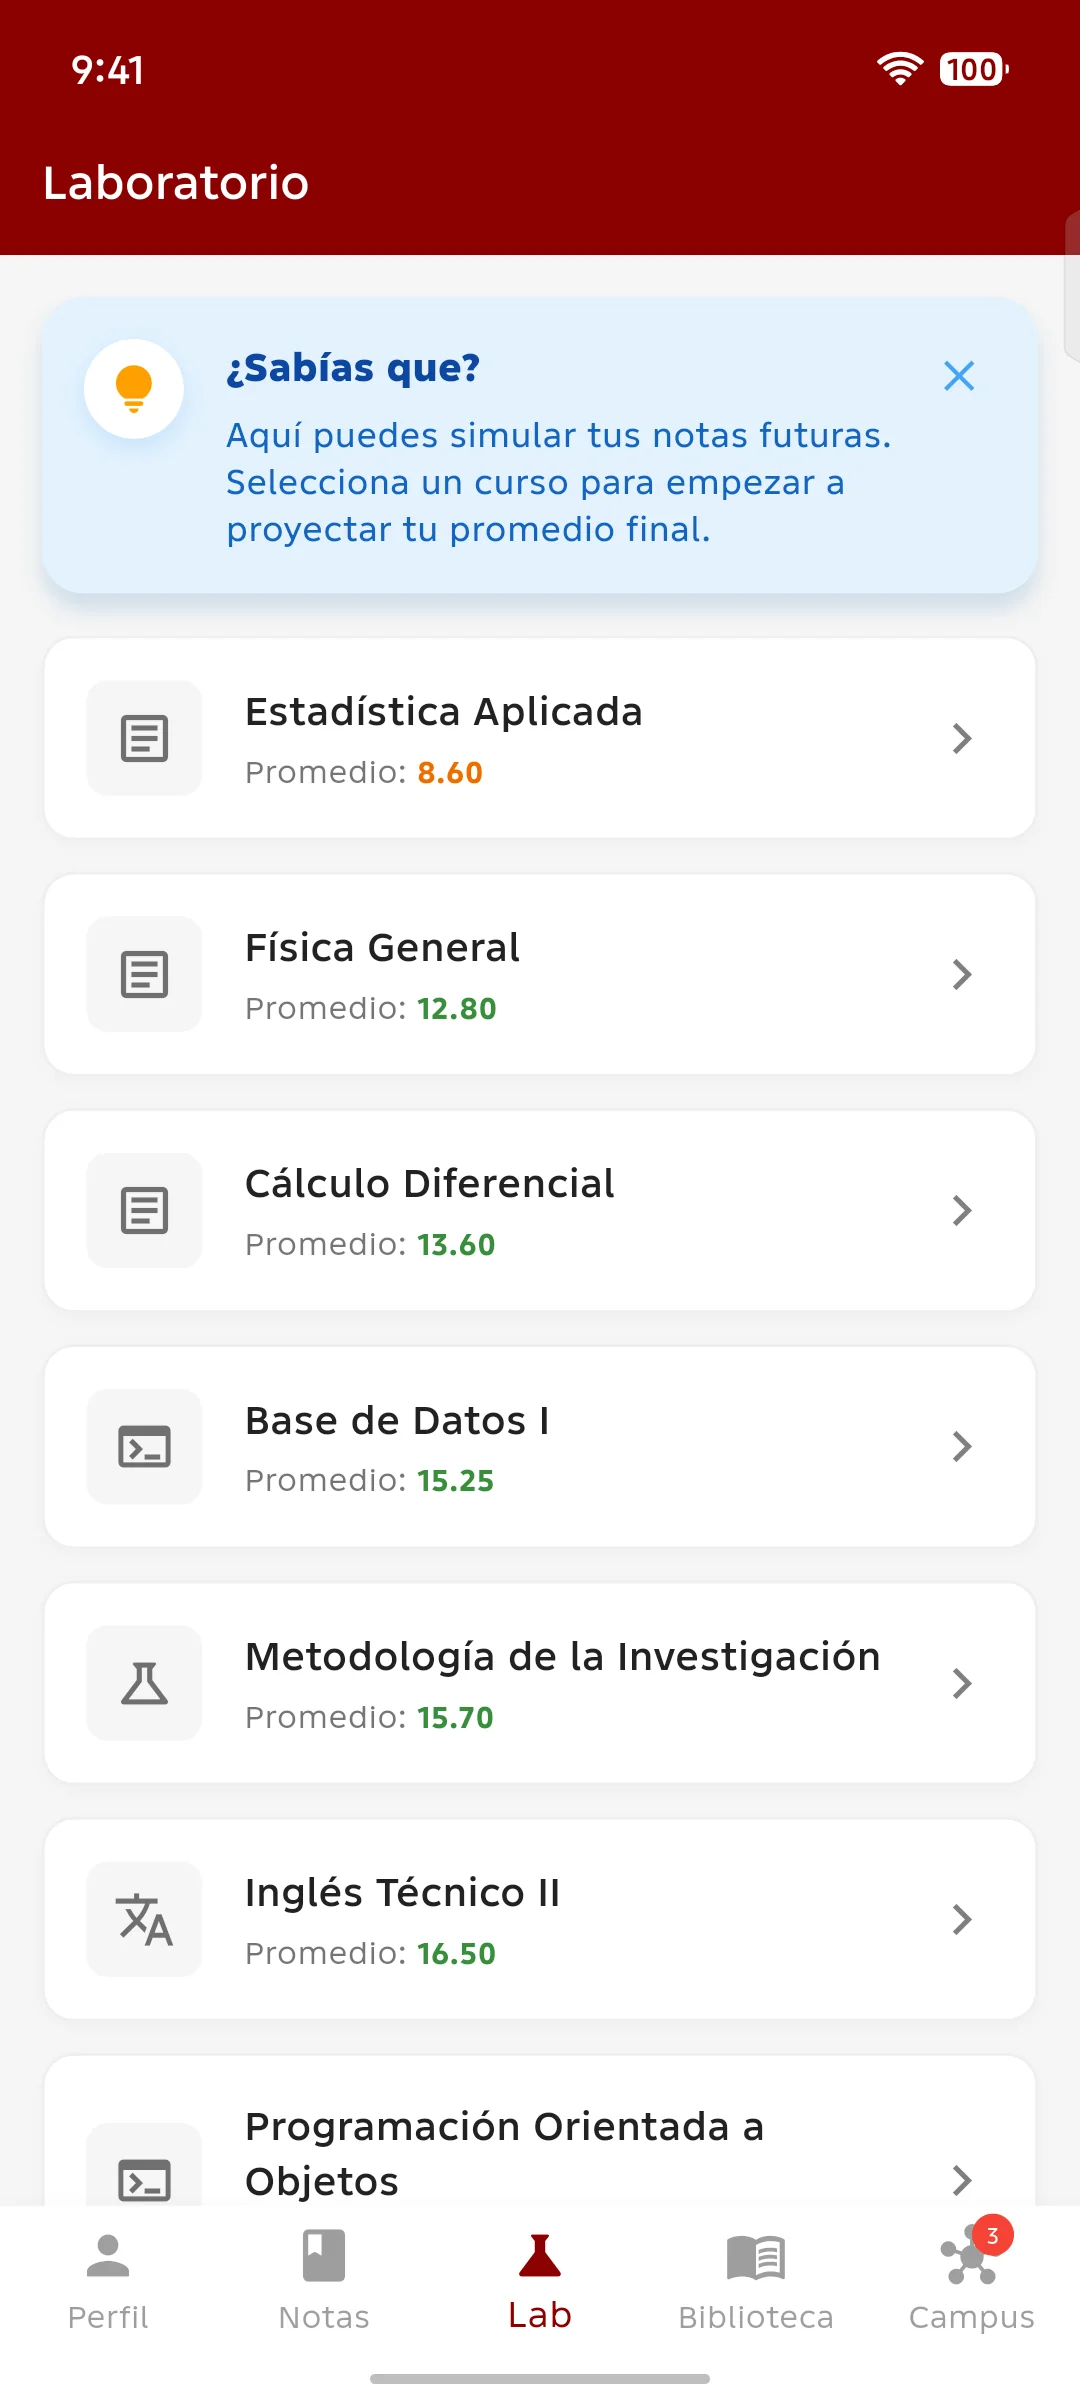 9:41
100
Laboratorio
¿Sabías que?
Aquí puedes simular tus notas futuras.
Selecciona un curso para empezar a
proyectar tu promedio final.
Estadística Aplicada
Promedio: 8.60
Física General
Promedio: 12.80
Cálculo Diferencial
Promedio: 13.60
Base de Datos I
Promedio: 15.25
Metodología de la Investigación
Promedio: 15.70
Inglés Técnico II
Promedio: 16.50
Programación Orientada a
Objetos
3
Perfil
Notas
Lab
Biblioteca
Campus